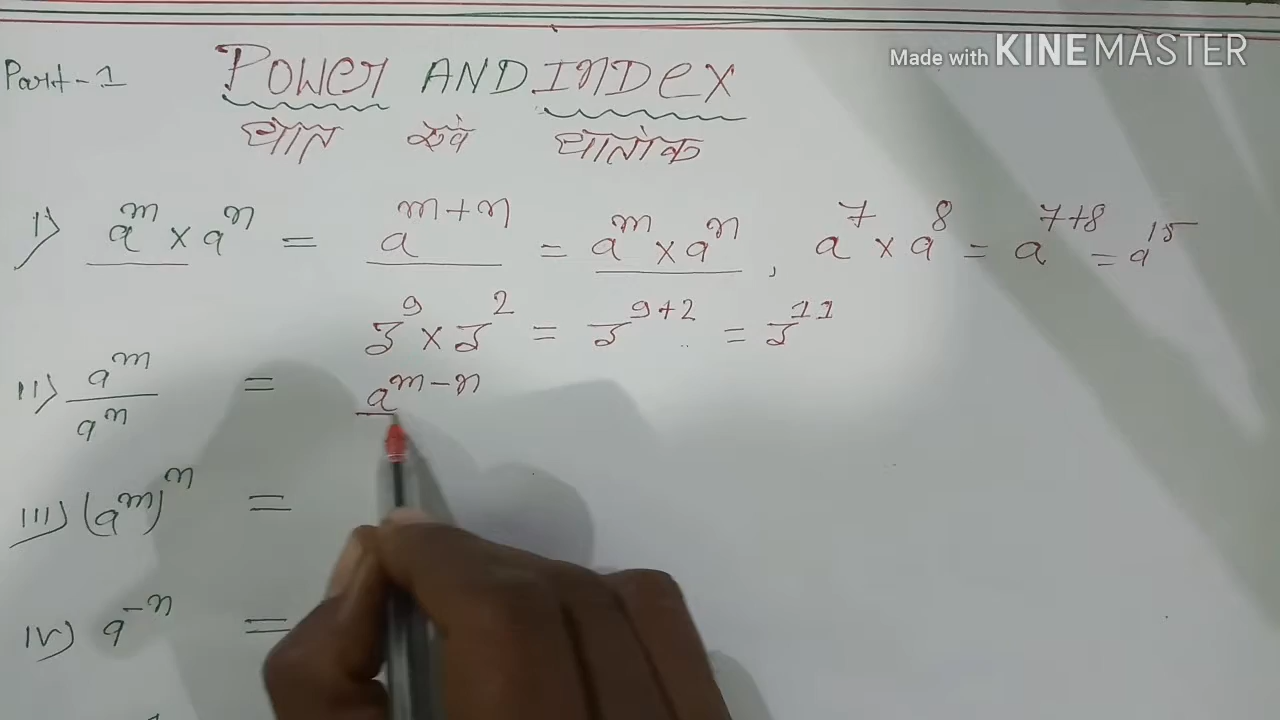 Made with KINEMASTER
Part-1 POWER AND INDEX
घात एवं घातांक
I) a^m × a^n = a^{m+n} = a^m × a^n , a^7 × a^8 = a^{7+8} = a^15
3^9 × 3^2 = 3^{9+2} = 3^11
II) a^m / a^n = a^{m-n}
III) (a^m)^n =
IV) a^{-n} =